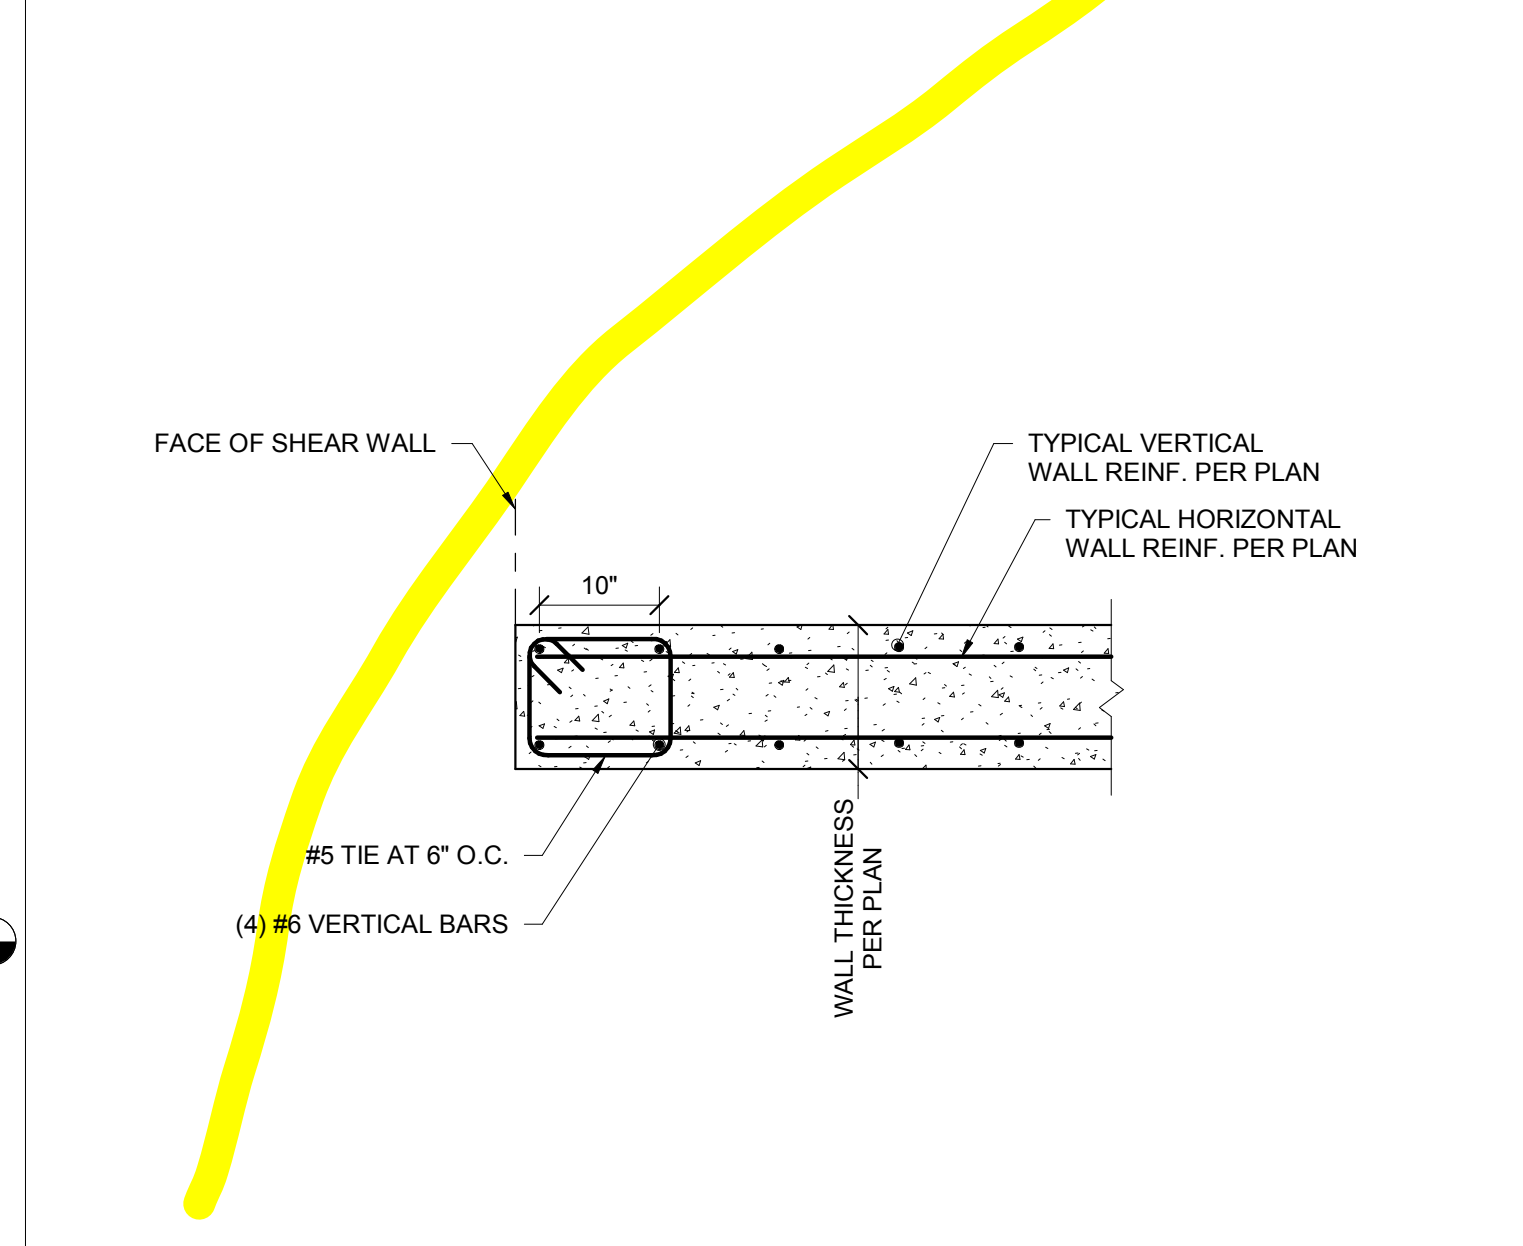 FACE OF SHEAR WALL
TYPICAL VERTICAL
WALL REINF. PER PLAN
TYPICAL HORIZONTAL
WALL REINF. PER PLAN
10"
#5 TIE AT 6" O.C.
(4) #6 VERTICAL BARS
WALL THICKNESS
PER PLAN